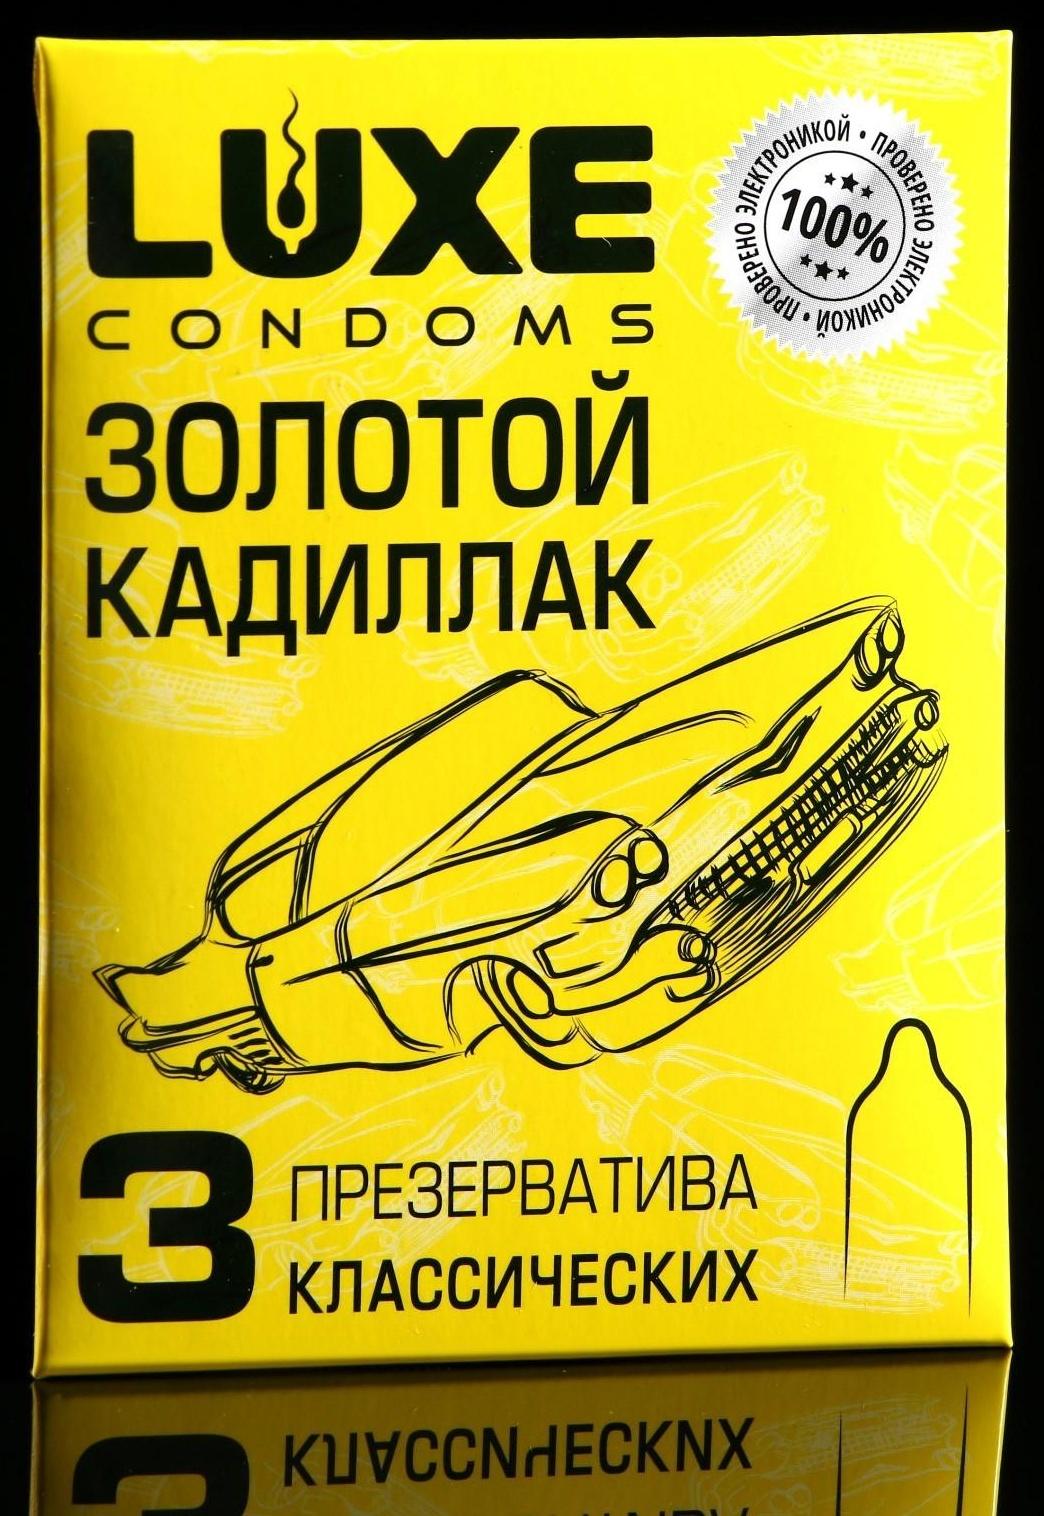 LUXE
CONDOMS
ЗОЛОТОЙ
КАДИЛЛАК
ПРОВЕРЕНО ЭЛЕКТРОНИКОЙ • ПРОВЕРЕНО ЭЛЕКТРОНИКОЙ •
100%
3
ПРЕЗЕРВАТИВА
КЛАССИЧЕСКИХ